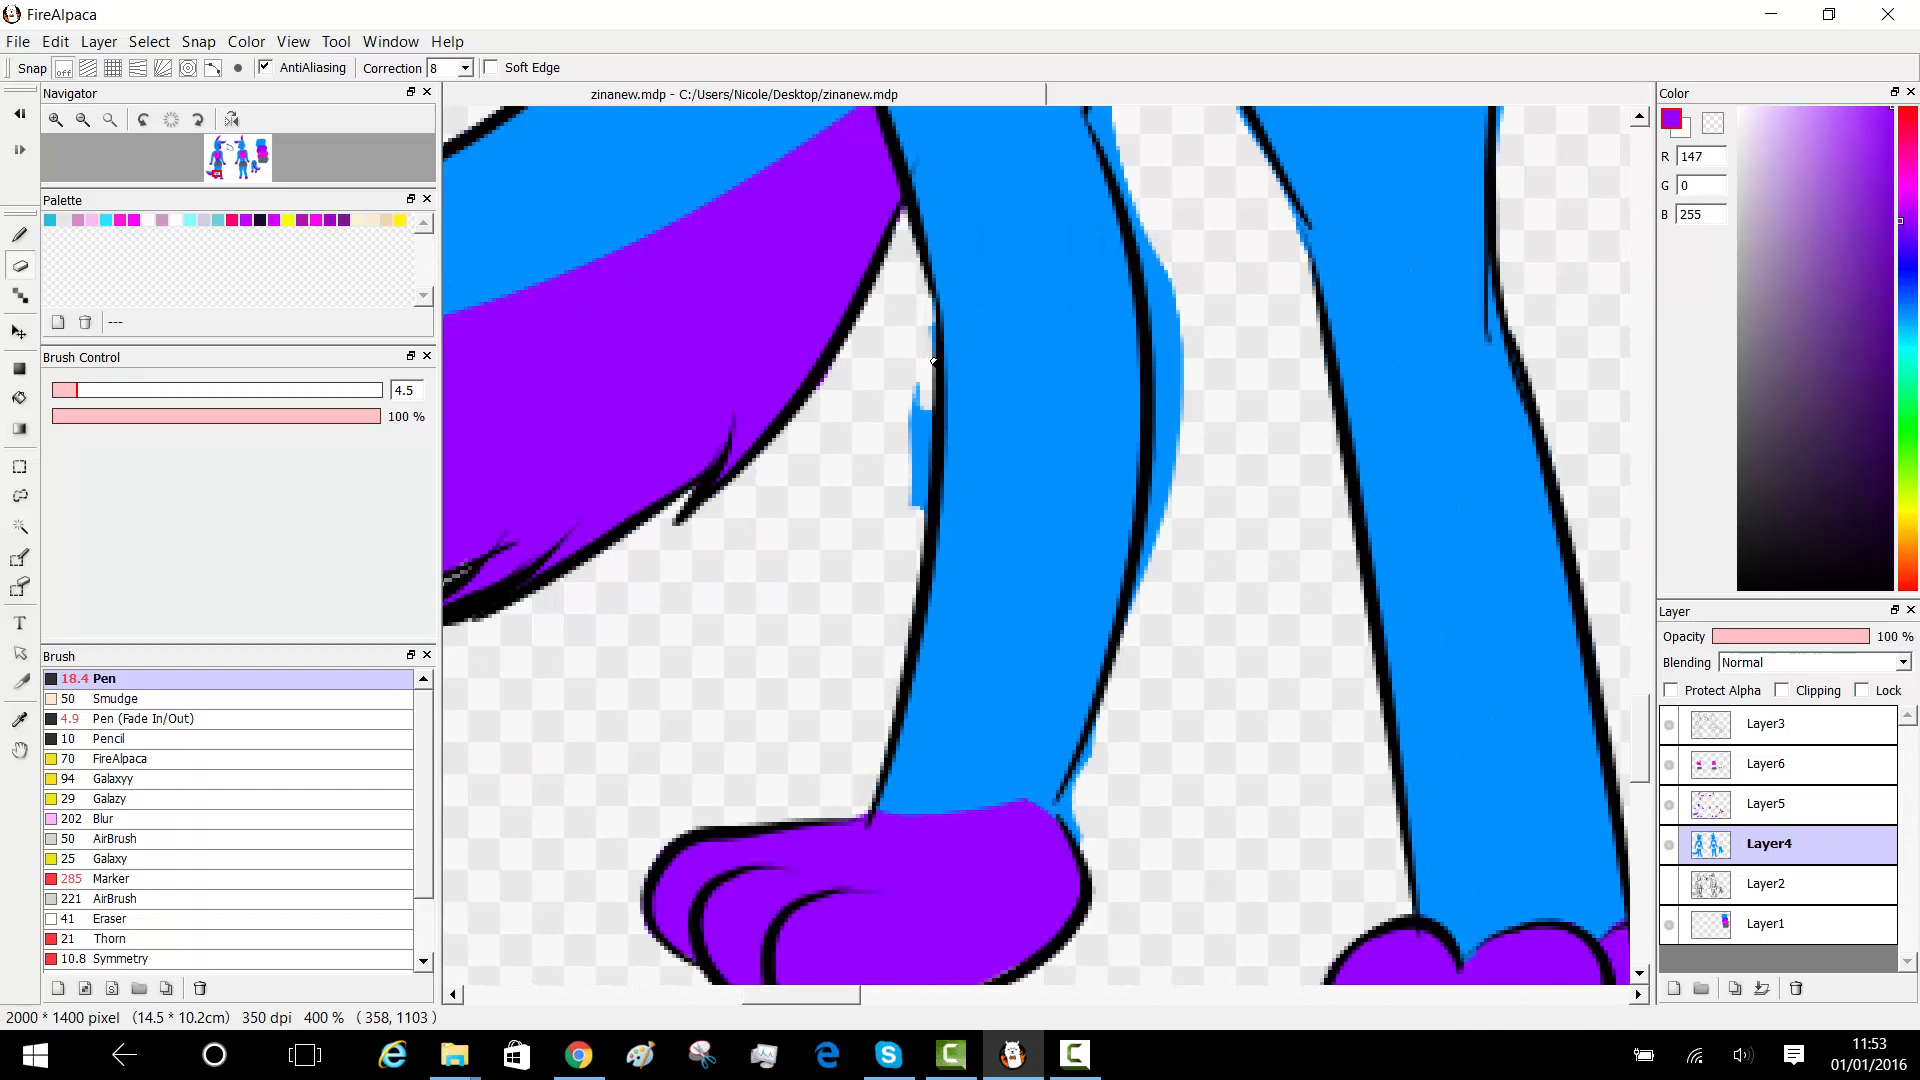 FireAlpaca
File Edit Layer Select Snap Color View Tool Window Help
Snap off AntiAliasing Correction 8 Soft Edge
Navigator
zinanew.mdp - C:/Users/Nicole/Desktop/zinanew.mdp
Color
R 147
G 0
B 255
Palette
---
Brush Control
4.5
100 %
Brush
18.4 Pen
50 Smudge
4.9 Pen (Fade In/Out)
10 Pencil
70 FireAlpaca
94 Galaxyy
29 Galazy
202 Blur
50 AirBrush
25 Galaxy
285 Marker
221 AirBrush
41 Eraser
21 Thorn
10.8 Symmetry
Layer
Opacity 100 %
Blending Normal
Protect Alpha Clipping Lock
Layer3
Layer6
Layer5
Layer4
Layer2
Layer1
2000 * 1400 pixel (14.5 * 10.2cm) 350 dpi 400 % ( 358, 1103 )
11:53
01/01/2016